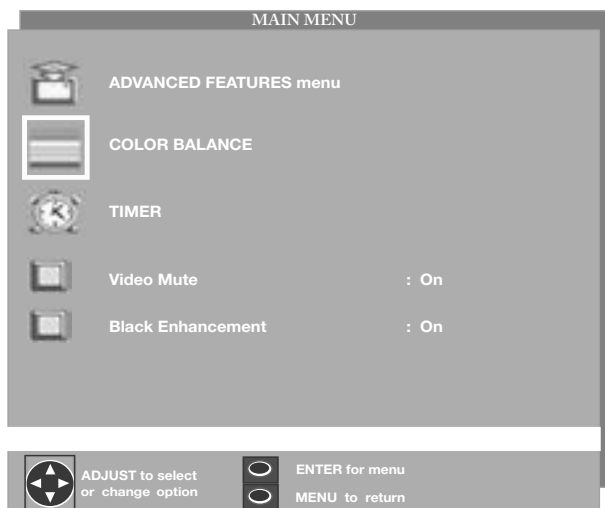 MAIN MENU
ADVANCED FEATURES menu
COLOR BALANCE
TIMER
Video Mute : On
Black Enhancement : On
ADJUST to select
or change option
ENTER for menu
MENU to return